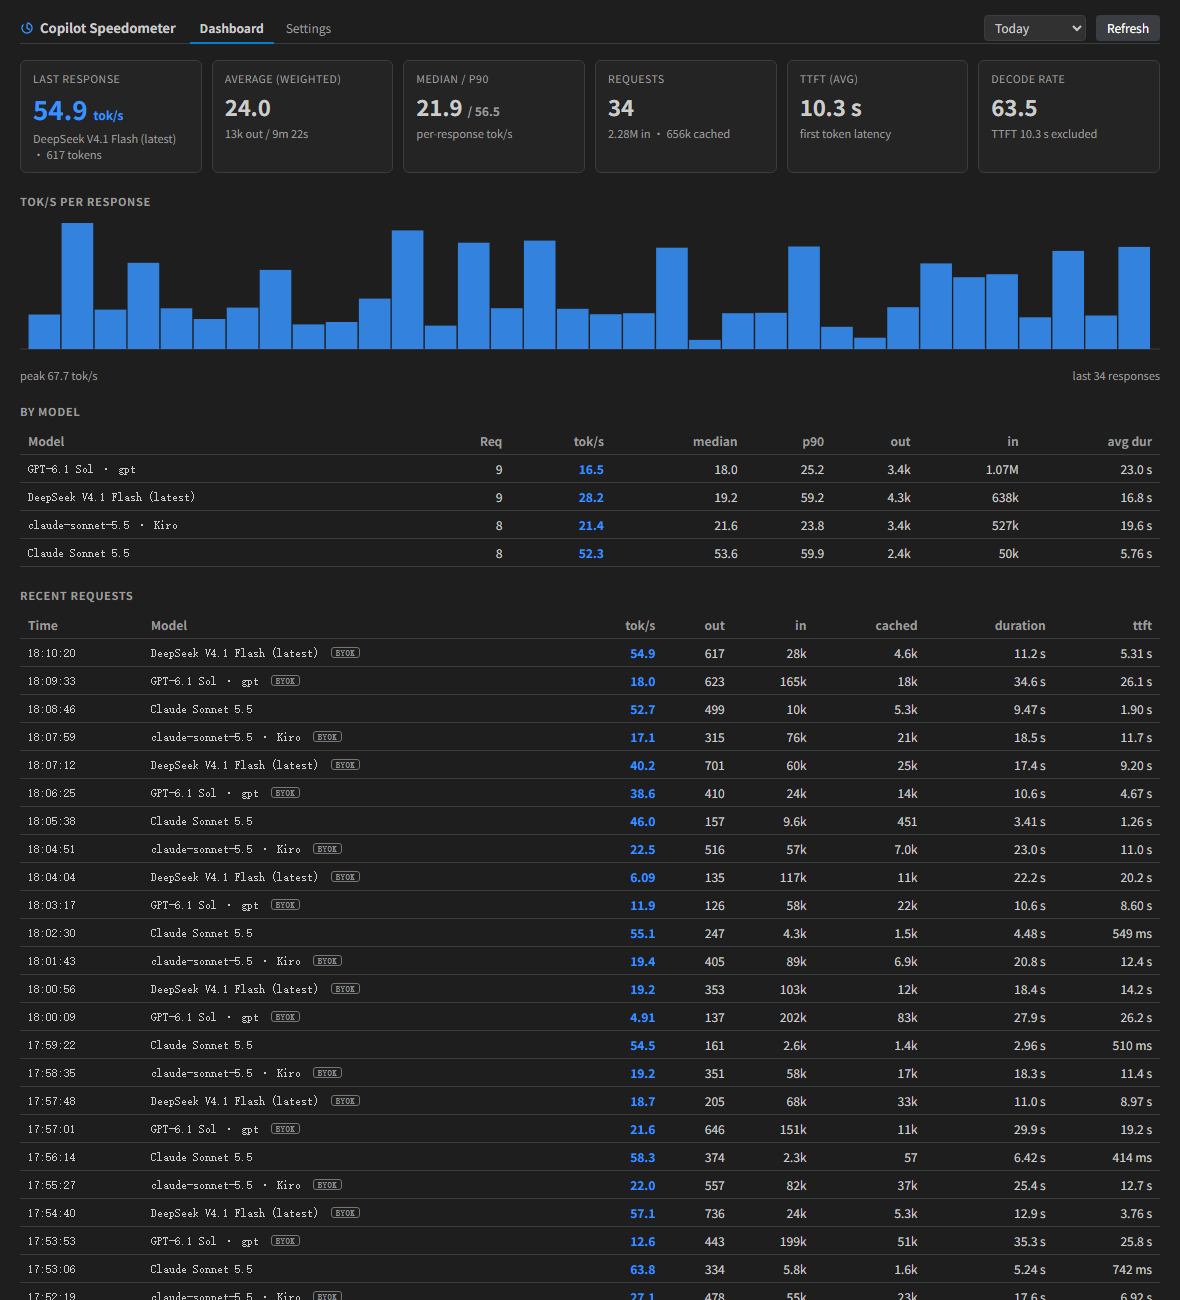 Copilot Speedometer Dashboard Settings Today Refresh
LAST RESPONSE
54.9 tok/s
DeepSeek V4.1 Flash (latest)
• 617 tokens
AVERAGE (WEIGHTED)
24.0
13k out / 9m 22s
MEDIAN / P90
21.9 / 56.5
per-response tok/s
REQUESTS
34
2.28M in • 656k cached
TTFT (AVG)
10.3 s
first token latency
DECODE RATE
63.5
TTFT 10.3 s excluded
TOK/S PER RESPONSE
peak 67.7 tok/s last 34 responses
BY MODEL
Model Req tok/s median p90 out in avg dur
GPT-6.1 Sol · gpt 9 16.5 18.0 25.2 3.4k 1.07M 23.0 s
DeepSeek V4.1 Flash (latest) 9 28.2 19.2 59.2 4.3k 638k 16.8 s
claude-sonnet-5.5 · Kiro 8 21.4 21.6 23.8 3.4k 527k 19.6 s
Claude Sonnet 5.5 8 52.3 53.6 59.9 2.4k 50k 5.76 s
RECENT REQUESTS
Time Model tok/s out in cached duration ttft
18:10:20 DeepSeek V4.1 Flash (latest) BYOK 54.9 617 28k 4.6k 11.2 s 5.31 s
18:09:33 GPT-6.1 Sol · gpt BYOK 18.0 623 165k 18k 34.6 s 26.1 s
18:08:46 Claude Sonnet 5.5 52.7 499 10k 5.3k 9.47 s 1.90 s
18:07:59 claude-sonnet-5.5 · Kiro BYOK 17.1 315 76k 21k 18.5 s 11.7 s
18:07:12 DeepSeek V4.1 Flash (latest) BYOK 40.2 701 60k 25k 17.4 s 9.20 s
18:06:25 GPT-6.1 Sol · gpt BYOK 38.6 410 24k 14k 10.6 s 4.67 s
18:05:38 Claude Sonnet 5.5 46.0 157 9.6k 451 3.41 s 1.26 s
18:04:51 claude-sonnet-5.5 · Kiro BYOK 22.5 516 57k 7.0k 23.0 s 11.0 s
18:04:04 DeepSeek V4.1 Flash (latest) BYOK 6.09 135 117k 11k 22.2 s 20.2 s
18:03:17 GPT-6.1 Sol · gpt BYOK 11.9 126 58k 22k 10.6 s 8.60 s
18:02:30 Claude Sonnet 5.5 55.1 247 4.3k 1.5k 4.48 s 549 ms
18:01:43 claude-sonnet-5.5 · Kiro BYOK 19.4 405 89k 6.9k 20.8 s 12.4 s
18:00:56 DeepSeek V4.1 Flash (latest) BYOK 19.2 353 103k 12k 18.4 s 14.2 s
18:00:09 GPT-6.1 Sol · gpt BYOK 4.91 137 202k 83k 27.9 s 26.2 s
17:59:22 Claude Sonnet 5.5 54.5 161 2.6k 1.4k 2.96 s 510 ms
17:58:35 claude-sonnet-5.5 · Kiro BYOK 19.2 351 58k 17k 18.3 s 11.4 s
17:57:48 DeepSeek V4.1 Flash (latest) BYOK 18.7 205 68k 33k 11.0 s 8.97 s
17:57:01 GPT-6.1 Sol · gpt BYOK 21.6 646 151k 11k 29.9 s 19.2 s
17:56:14 Claude Sonnet 5.5 58.3 374 2.3k 57 6.42 s 414 ms
17:55:27 claude-sonnet-5.5 · Kiro BYOK 22.0 557 82k 37k 25.4 s 12.7 s
17:54:40 DeepSeek V4.1 Flash (latest) BYOK 57.1 736 24k 5.3k 12.9 s 3.76 s
17:53:53 GPT-6.1 Sol · gpt BYOK 12.6 443 199k 51k 35.3 s 25.8 s
17:53:06 Claude Sonnet 5.5 63.8 334 5.8k 1.6k 5.24 s 742 ms
17:52:19 claude-sonnet-5.5 · Kiro BYOK 27.1 478 55k 23k 17.6 s 6.92 s